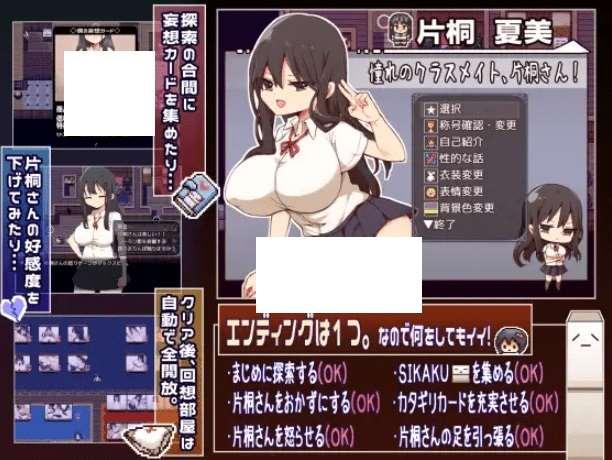 片桐 夏美
憧れのクラスメイト、片桐さん!
★選択
称号確認・変更
自己紹介
性的な話
衣装変更
表情変更
背景色変更
▼終了
探索の合間に
妄想カードを集めたり…
片桐さんの好感度を
下げてみたり…
クリア後、回想部屋は
自動で全開放。
エンディングは1つ。なので何をしてもイイ!
・まじめに探索する(OK)
・片桐さんをおかずにする(OK)
・片桐さんを怒らせる(OK)
・SIKAKUを集める(OK)
・カタギリカードを充実させる(OK)
・片桐さんの足を引っ張る(OK)